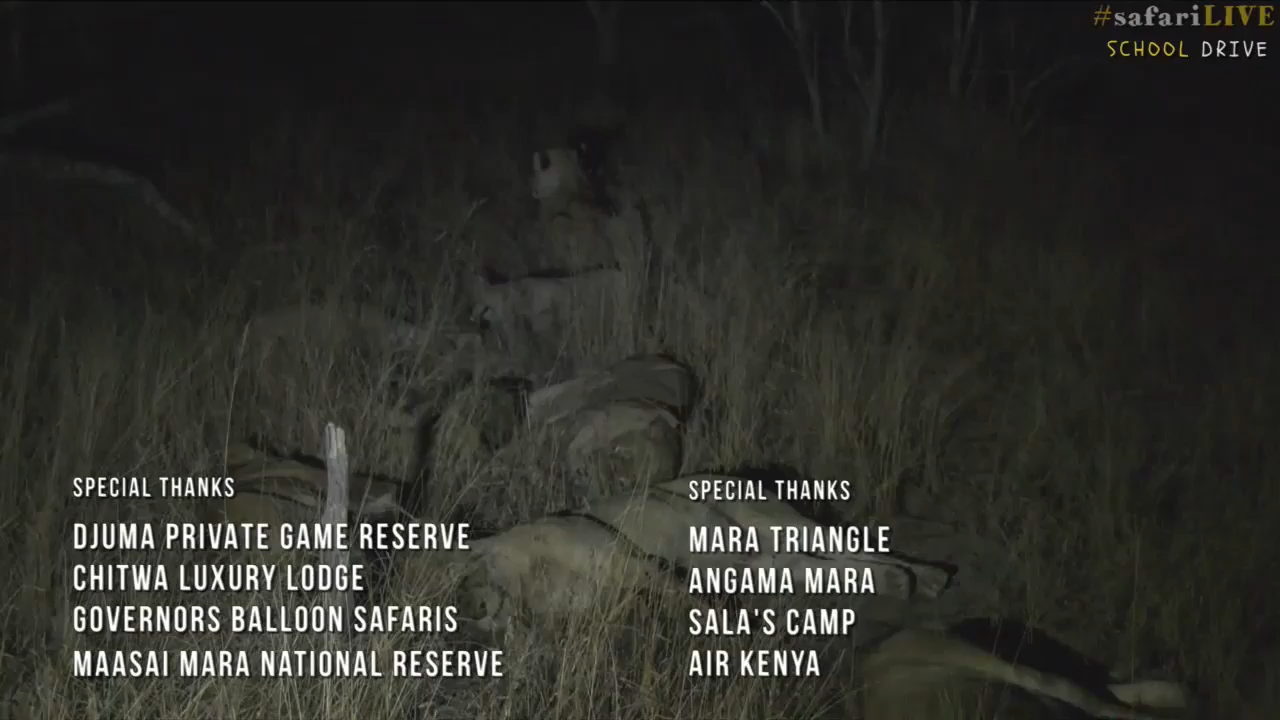 #safariLIVE
SCHOOL DRIVE
SPECIAL THANKS
DJUMA PRIVATE GAME RESERVE
CHITWA LUXURY LODGE
GOVERNORS BALLOON SAFARIS
MAASAI MARA NATIONAL RESERVE
SPECIAL THANKS
MARA TRIANGLE
ANGAMA MARA
SALA'S CAMP
AIR KENYA